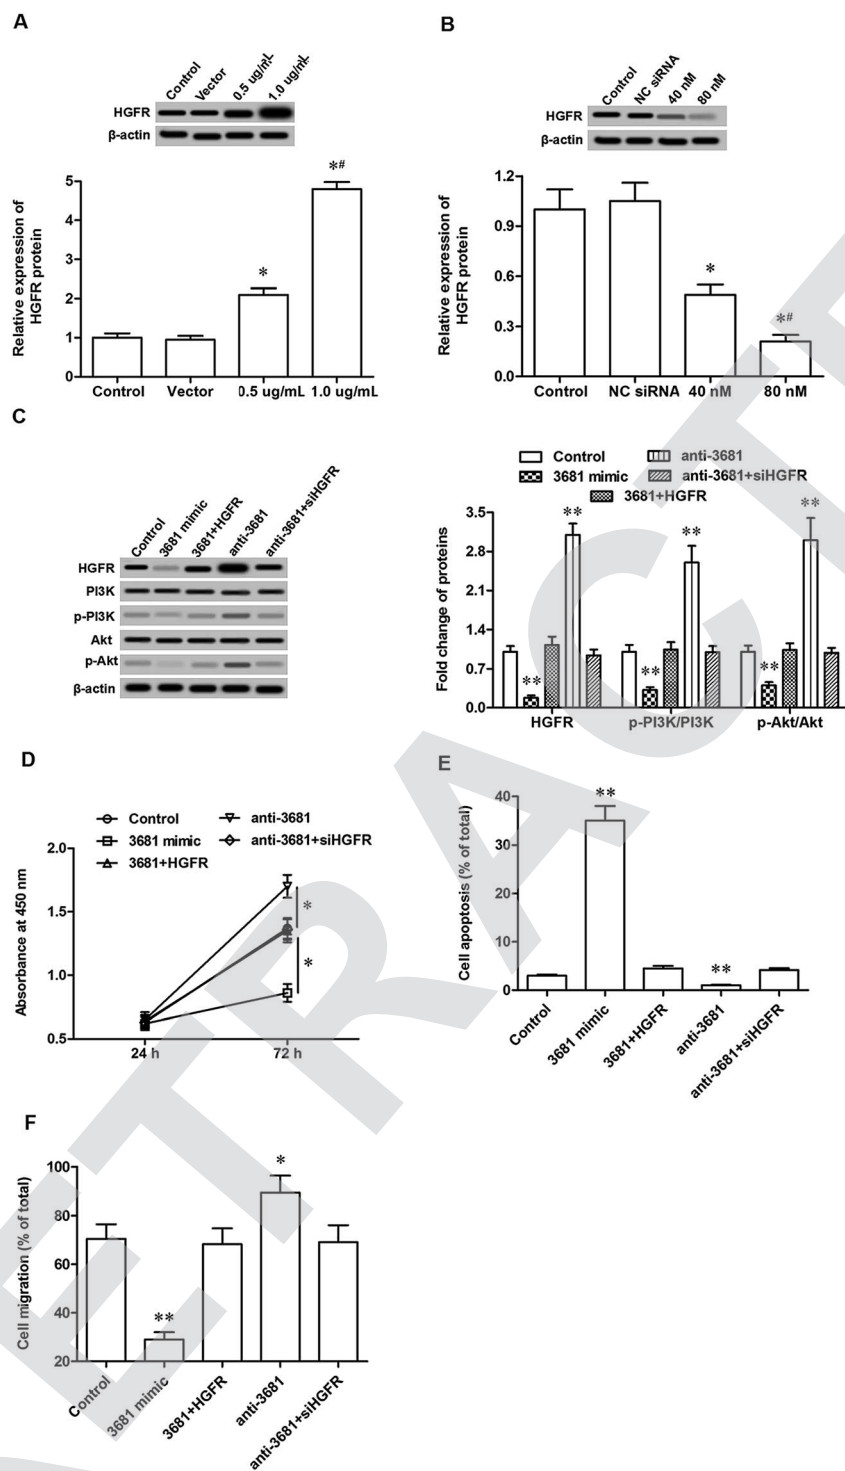 A
Control
Vector
0.5 ug/mL
1.0 ug/mL
HGFR
β-actin
Relative expression of
HGFR protein
5
4
3
2
1
0
Control
Vector
0.5 ug/mL
1.0 ug/mL
*
*#
B
Control
NC siRNA
40 nM
80 nM
HGFR
β-actin
Relative expression of
HGFR protein
1.2
0.9
0.6
0.3
0.0
Control
NC siRNA
40 nM
80 nM
*
*#
C
Control
3681 mimic
3681+HGFR
anti-3681
anti-3681+siHGFR
HGFR
PI3K
p-PI3K
Akt
p-Akt
β-actin
Control
anti-3681
3681 mimic
anti-3681+siHGFR
3681+HGFR
Fold change of proteins
3.5
2.8
2.1
1.4
0.7
0.0
**
**
**
**
**
**
HGFR
p-PI3K/PI3K
p-Akt/Akt
D
Control
anti-3681
3681 mimic
anti-3681+siHGFR
3681+HGFR
Absorbance at 450 nm
2.0
1.5
1.0
0.5
*
*
24 h
72 h
E
Cell apoptosis (% of total)
40
30
20
10
0
**
**
Control
3681 mimic
3681+HGFR
anti-3681
anti-3681+siHGFR
F
Cell migration (% of total)
100
80
60
40
20
**
*
Control
3681 mimic
3681+HGFR
anti-3681
anti-3681+siHGFR
RETRACTE